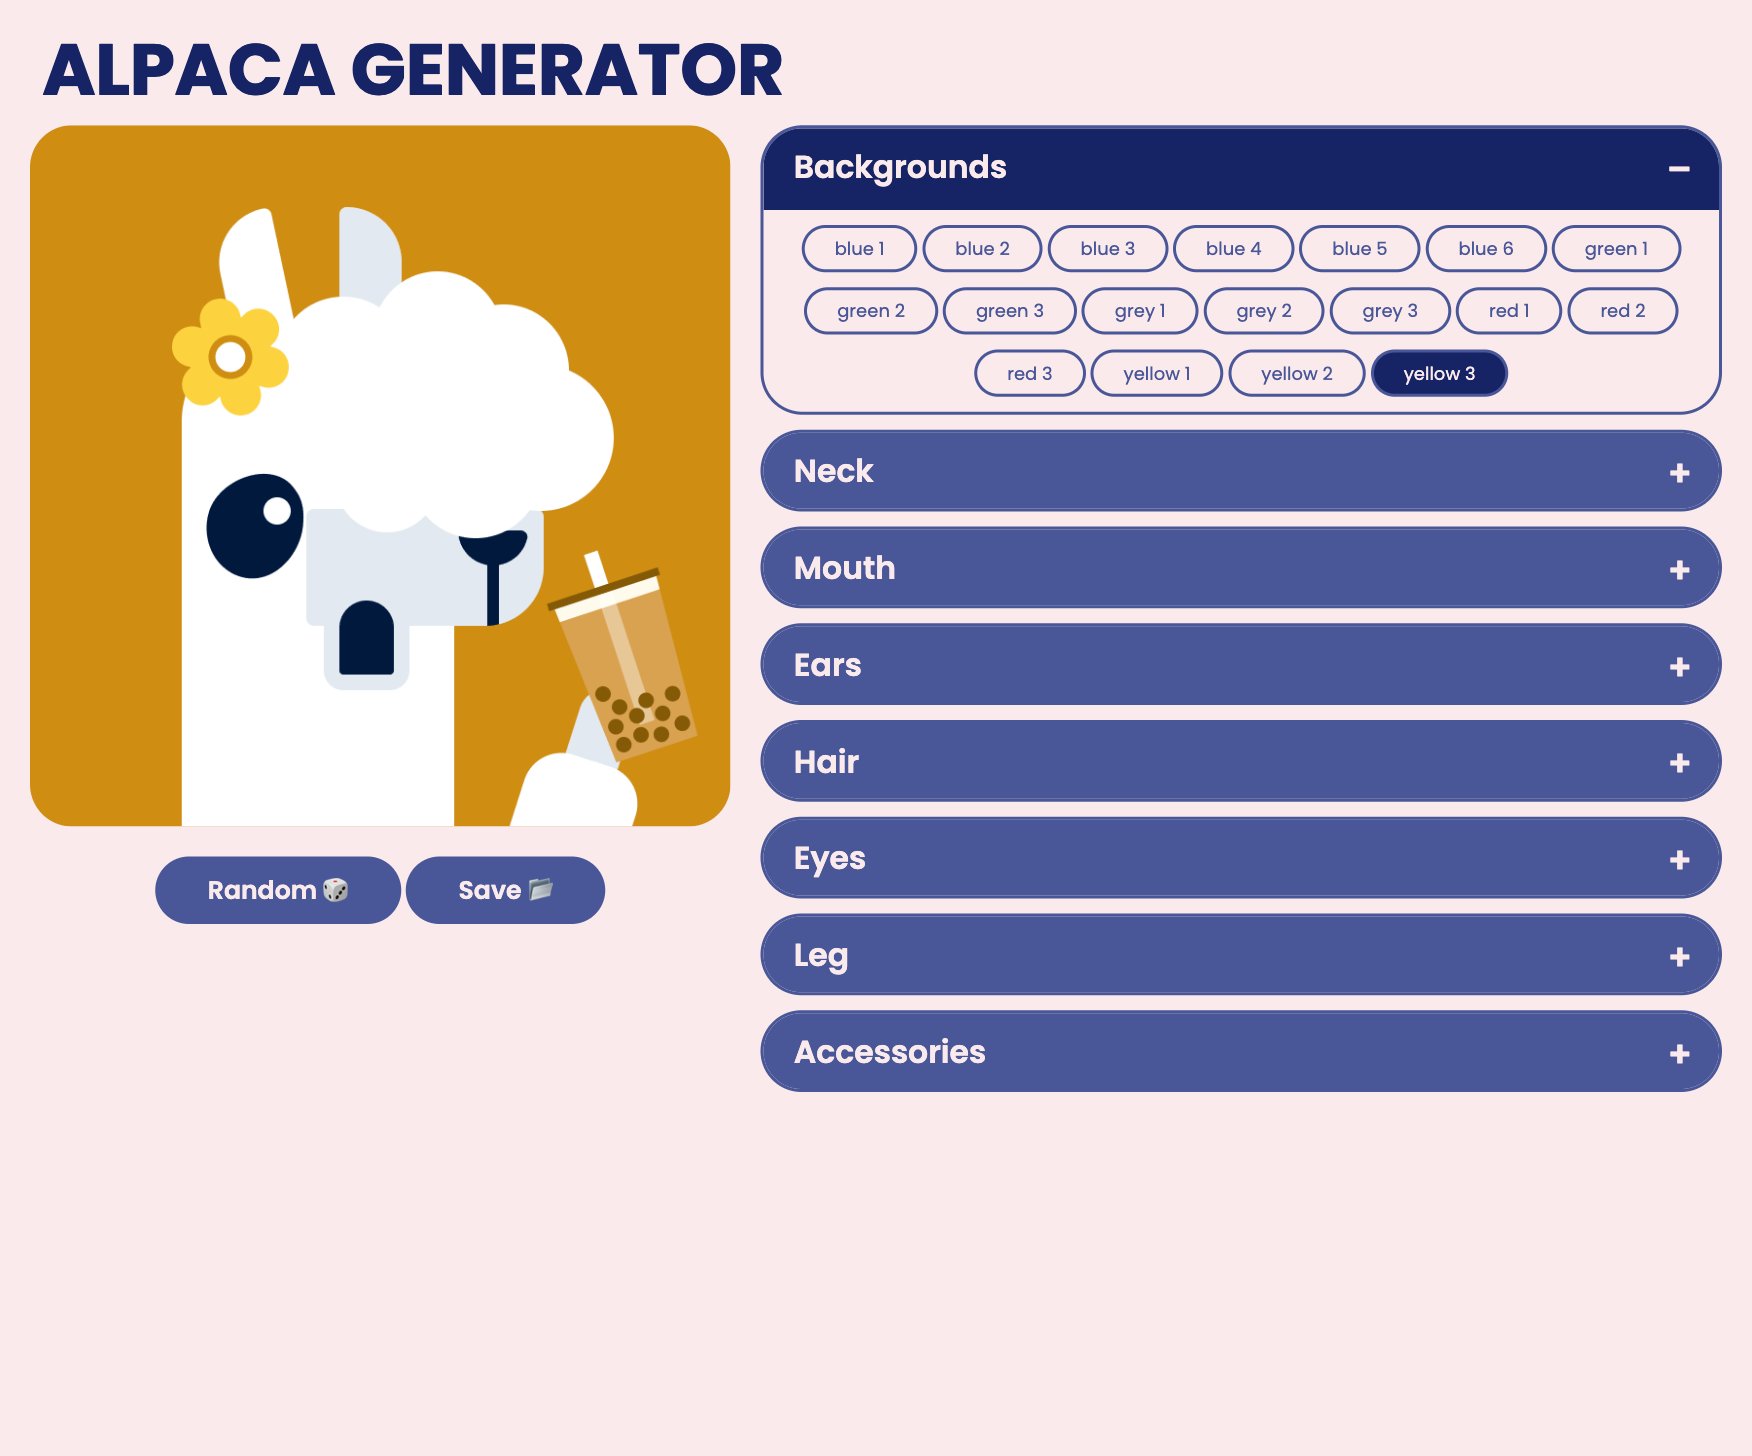 ALPACA GENERATOR
Backgrounds −
blue 1 blue 2 blue 3 blue 4 blue 5 blue 6 green 1
green 2 green 3 grey 1 grey 2 grey 3 red 1 red 2
red 3 yellow 1 yellow 2 yellow 3
Neck +
Mouth +
Ears +
Hair +
Eyes +
Leg +
Accessories +
Random 🎲 Save 📂